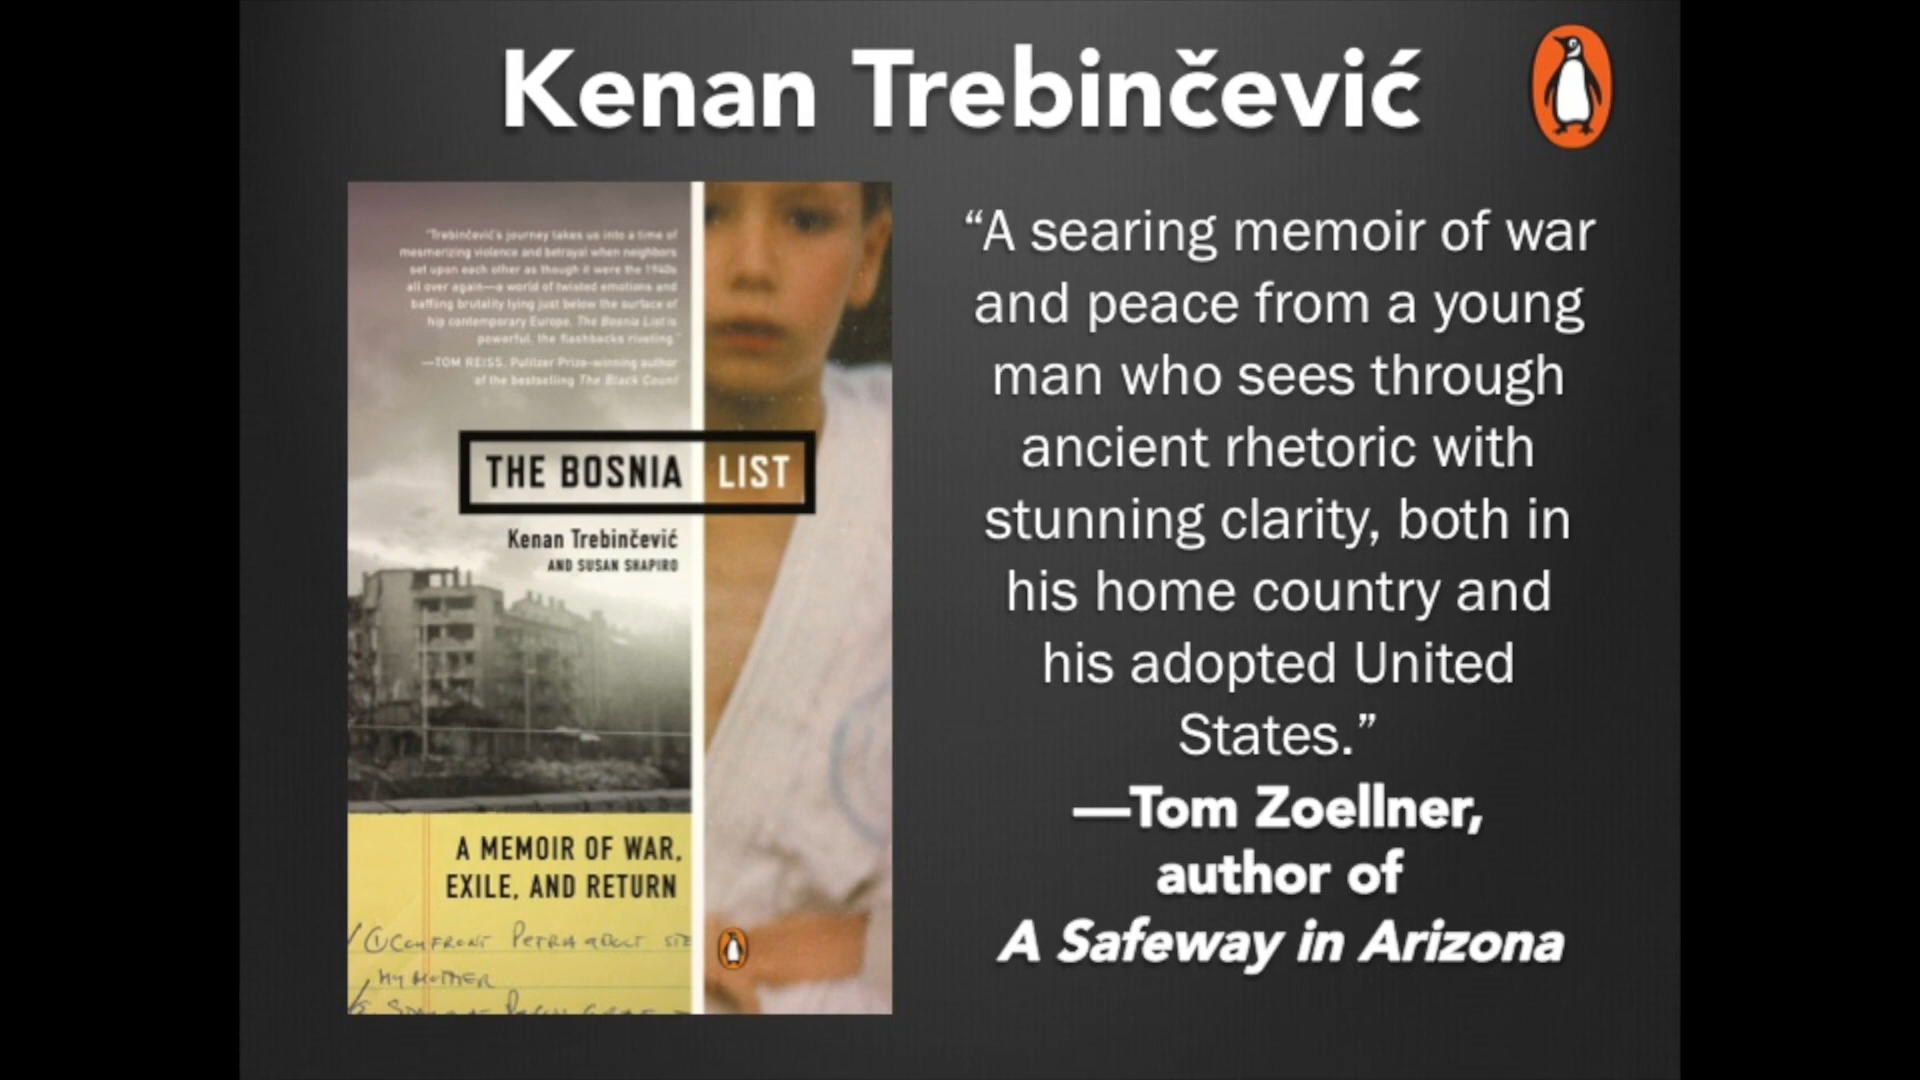 Kenan Trebinčević
"Trebinčević's journey takes us into a time of
mesmerizing violence and betrayal when neighbors
set upon each other as though it were the 1940s
all over again—a world of twisted emotions and
baffling brutality lying just below the surface of
hip contemporary Europe. The Bosnia List is
powerful, the flashbacks riveting."
—TOM REISS, Pulitzer Prize-winning author
of the bestselling The Black Count
THE BOSNIA LIST
Kenan Trebinčević
AND SUSAN SHAPIRO
A MEMOIR OF WAR,
EXILE, AND RETURN
① CONFRONT PETRA ABOUT
MY MOTHER
“A searing memoir of war
and peace from a young
man who sees through
ancient rhetoric with
stunning clarity, both in
his home country and
his adopted United
States.”
—Tom Zoellner,
author of
A Safeway in Arizona